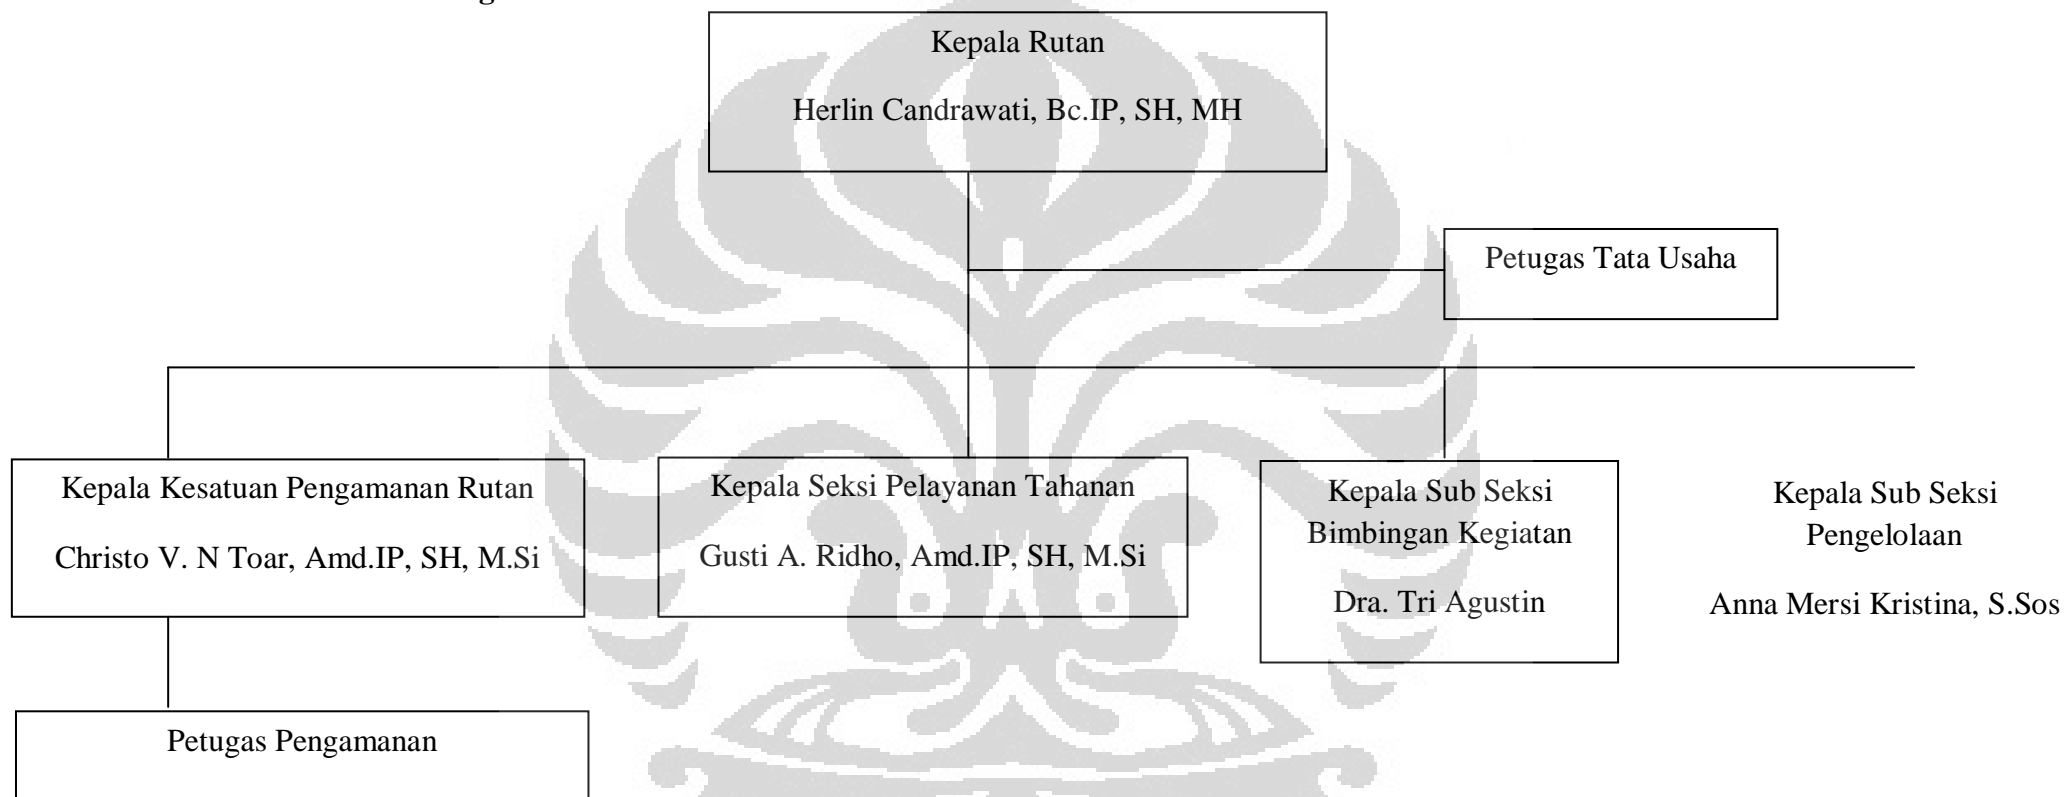 Kepala Rutan
Herlin Candrawati, Bc.IP, SH, MH
Petugas Tata Usaha
Kepala Kesatuan Pengamanan Rutan
Christo V. N Toar, Amd.IP, SH, M.Si
Kepala Seksi Pelayanan Tahanan
Gusti A. Ridho, Amd.IP, SH, M.Si
Kepala Sub Seksi
Bimbingan Kegiatan
Dra. Tri Agustin
Kepala Sub Seksi
Pengelolaan
Anna Mersi Kristina, S.Sos
Petugas Pengamanan